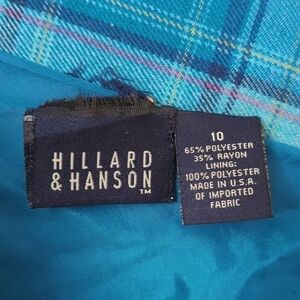 HILLARD
& HANSON
TM
10
65% POLYESTER
35% RAYON
LINING:
100% POLYESTER
MADE IN U.S.A.
OF IMPORTED
FABRIC